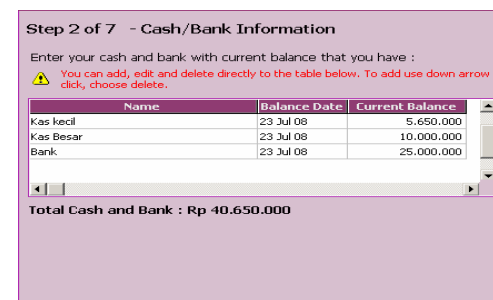 Step 2 of 7 - Cash/Bank Information
Enter your cash and bank with current balance that you have :
You can add, edit and delete directly to the table below. To add use down arrow
click, choose delete.
Name Balance Date Current Balance
Kas kecil 23 Jul 08 5.650.000
Kas Besar 23 Jul 08 10.000.000
Bank 23 Jul 08 25.000.000
Total Cash and Bank : Rp 40.650.000